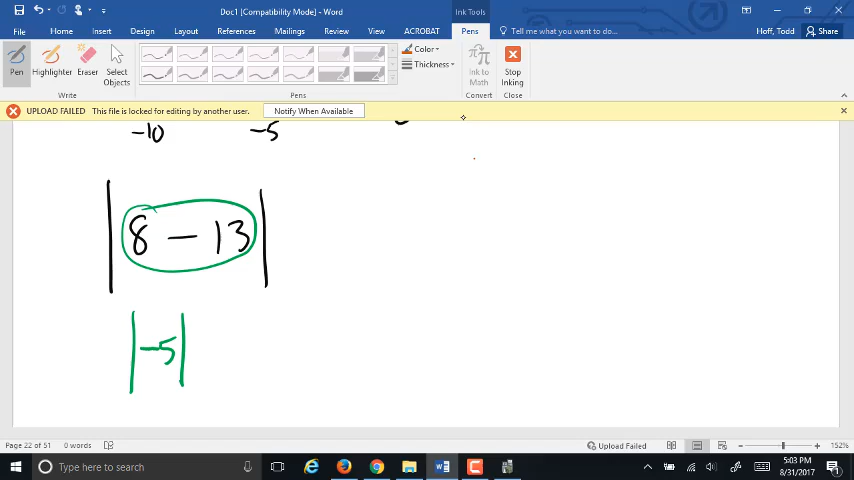 Doc1 [Compatibility Mode] - Word
Ink Tools
File Home Insert Design Layout References Mailings Review View ACROBAT Pens Tell me what you want to do... Hoff, Todd Share
Pen Highlighter Eraser Select Objects
Color
Thickness
Ink to Math
Stop Inking
Write Pens Convert Close
UPLOAD FAILED This file is locked for editing by another user. Notify When Available
-10 -5
|8 - 13|
|-5|
Page 22 of 51 0 words Upload Failed 152%
Type here to search
5:03 PM
8/31/2017